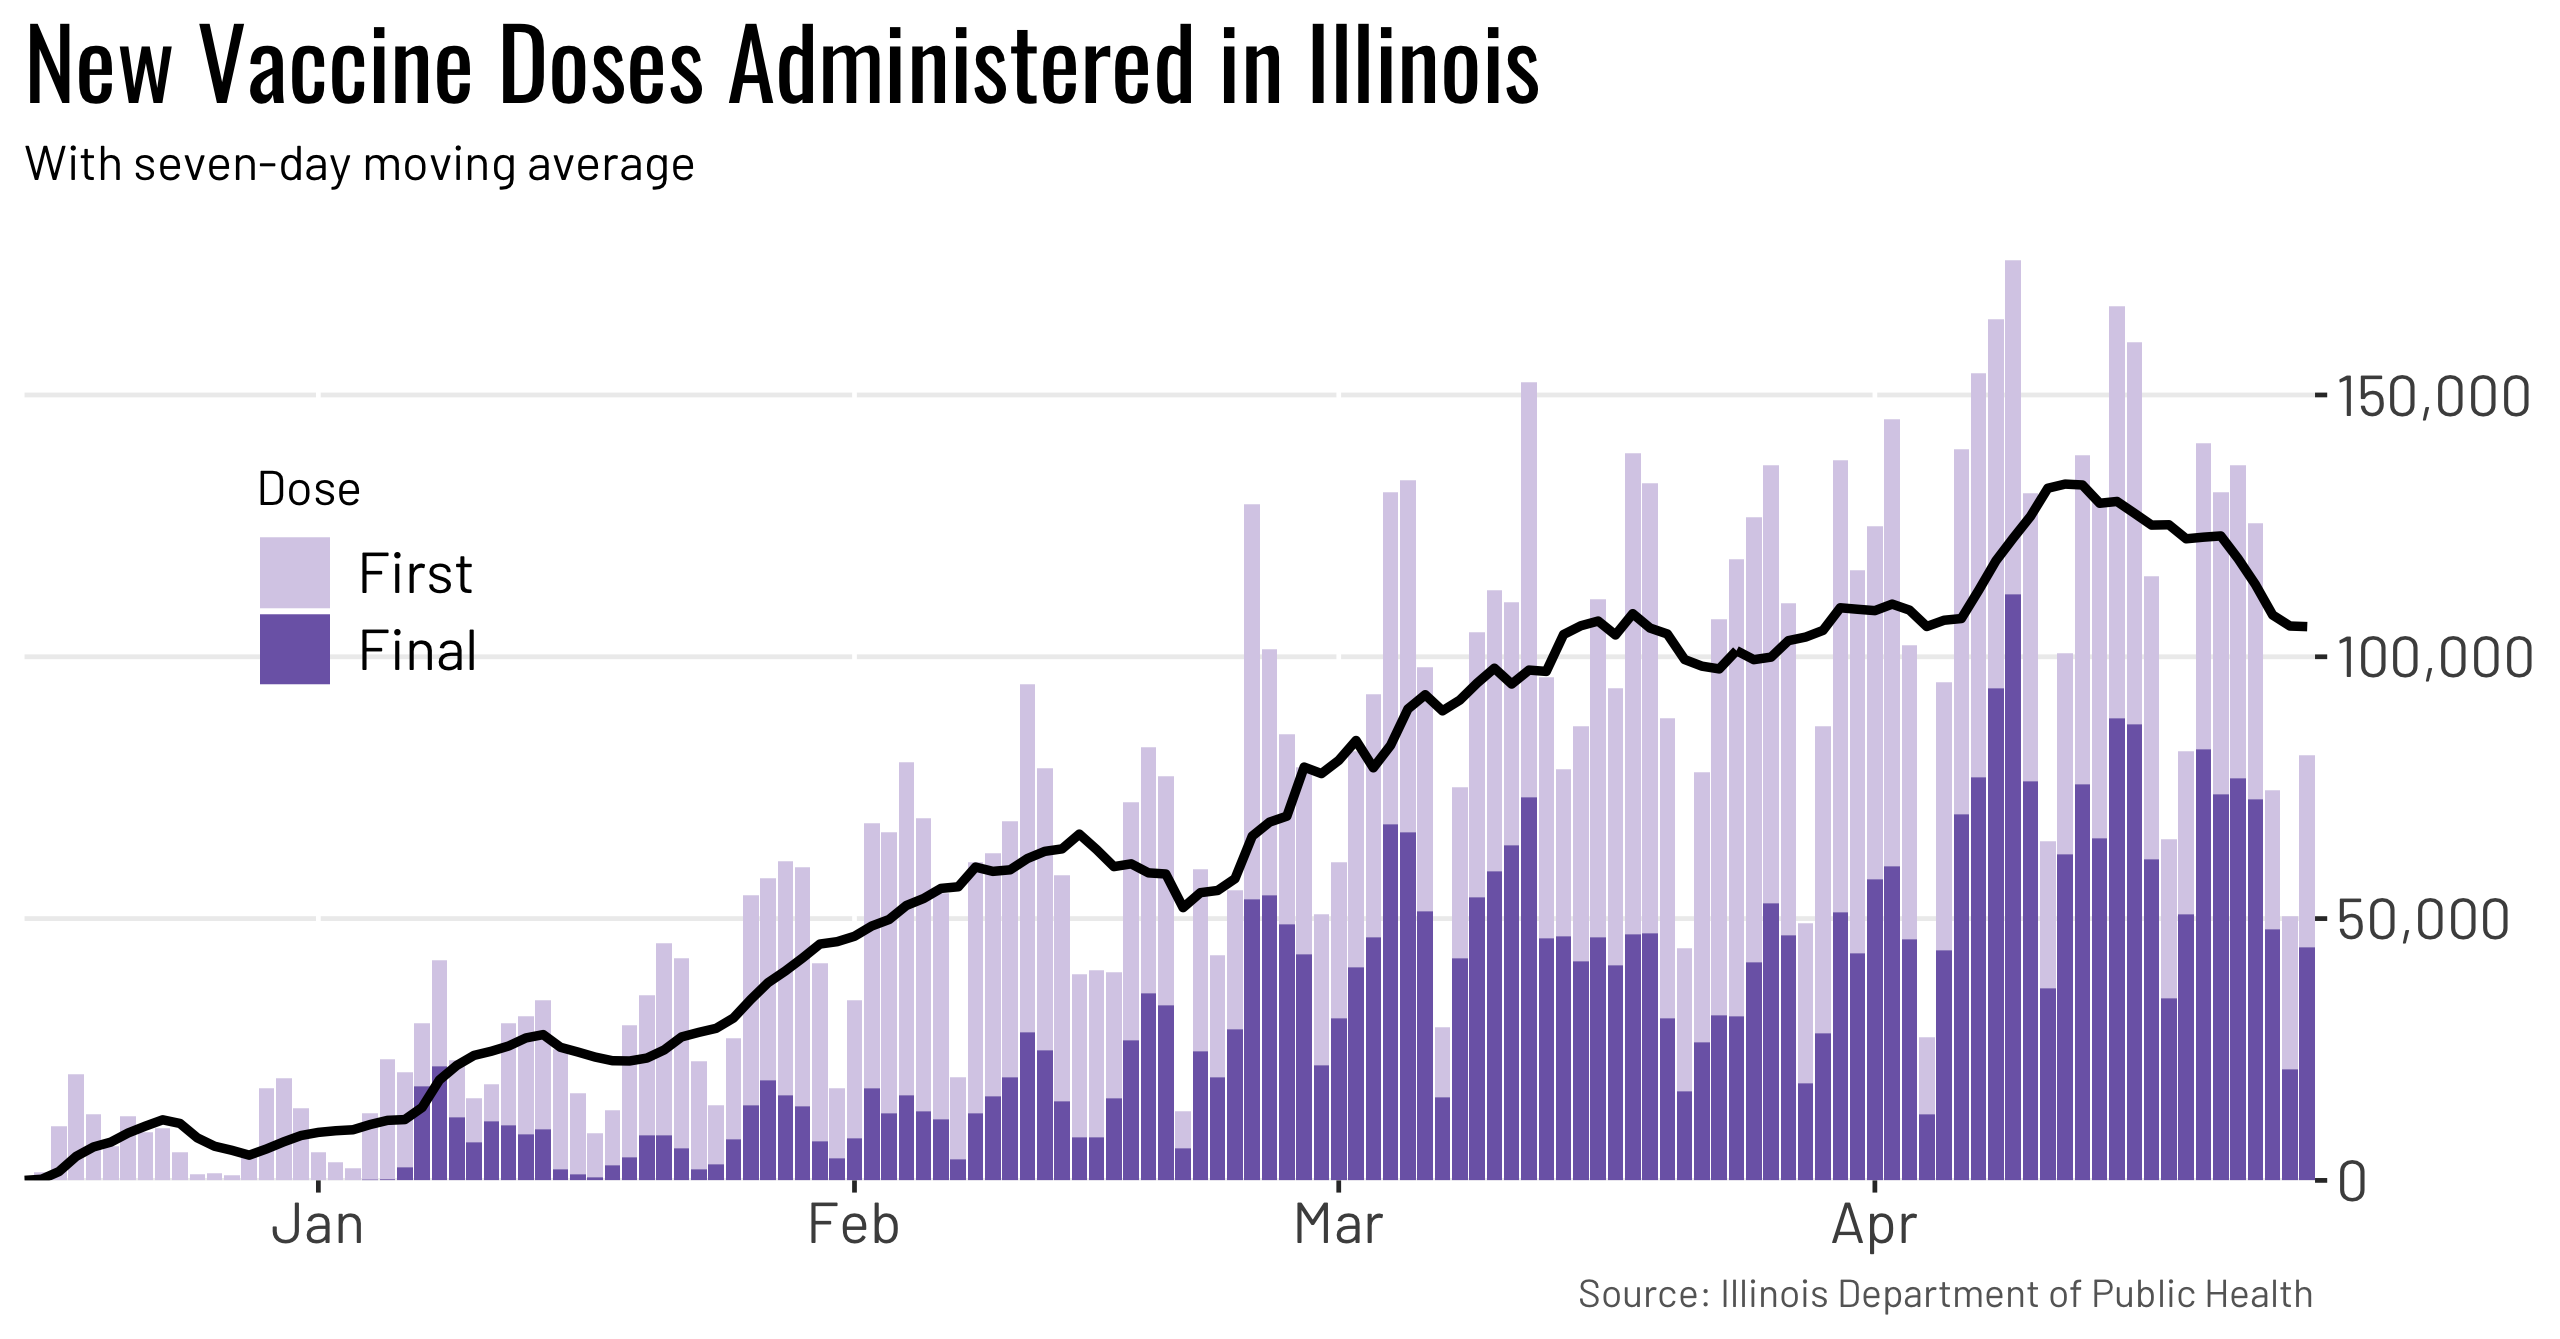 New Vaccine Doses Administered in Illinois
With seven-day moving average
150,000
Dose
First
100,000
Final
50,000
0
Jan Feb Mar Apr
Source: Illinois Department of Public Health